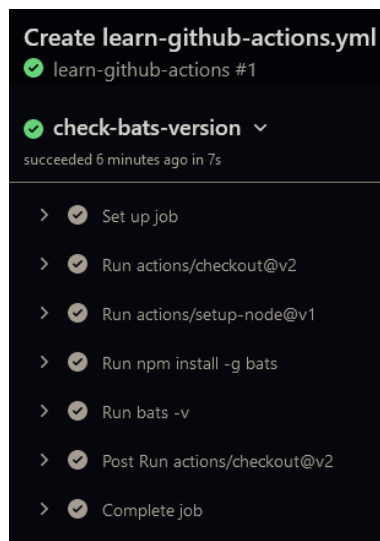 Create learn-github-actions.yml
learn-github-actions #1
check-bats-version
succeeded 6 minutes ago in 7s
Set up job
Run actions/checkout@v2
Run actions/setup-node@v1
Run npm install -g bats
Run bats -v
Post Run actions/checkout@v2
Complete job